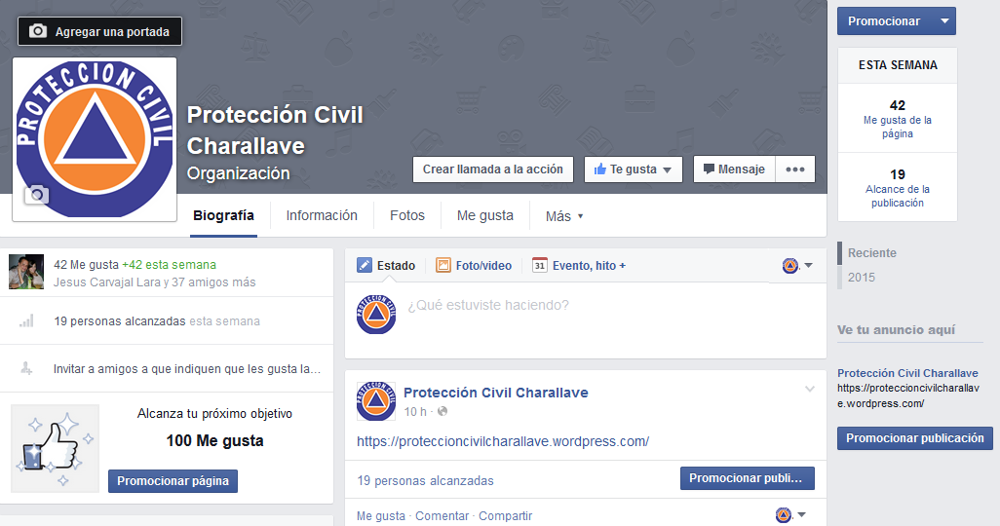 Agregar una portada
PROTECCION CIVIL
Protección Civil
Charallave
Organización
Crear llamada a la acción
Te gusta
Mensaje
Biografía
Información
Fotos
Me gusta
Más
42 Me gusta +42 esta semana
Jesus Carvajal Lara y 37 amigos más
19 personas alcanzadas esta semana
Invitar a amigos a que indiquen que les gusta la...
Alcanza tu próximo objetivo
100 Me gusta
Promocionar página
Estado
Foto/video
31
Evento, hito +
¿Qué estuviste haciendo?
Protección Civil Charallave
10 h ·
https://proteccioncivilcharallave.wordpress.com/
19 personas alcanzadas
Promocionar publi...
Me gusta · Comentar · Compartir
Promocionar
ESTA SEMANA
42
Me gusta de la
página
19
Alcance de la
publicación
Reciente
2015
Ve tu anuncio aquí
Protección Civil Charallave
https://proteccioncivilcharallav
e.wordpress.com/
Promocionar publicación